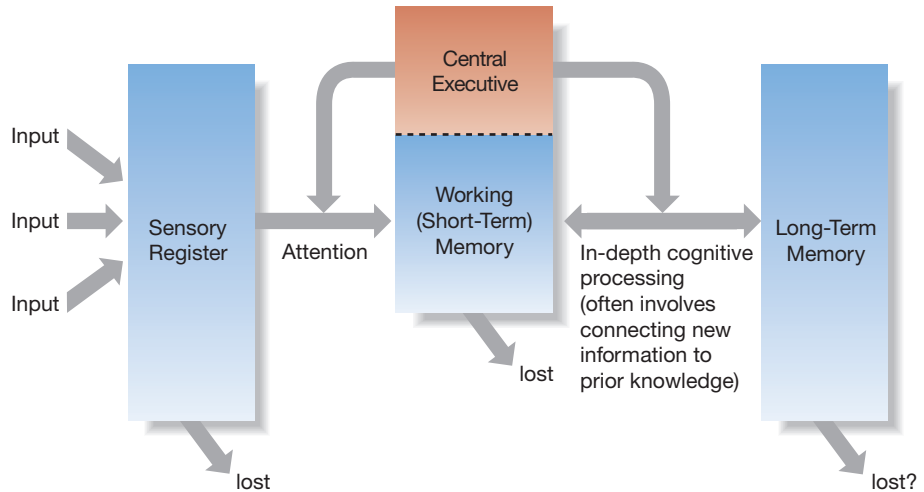 Central
Executive
Input
Input
Input
Sensory
Register
Attention
Working
(Short-Term)
Memory
In-depth cognitive
processing
(often involves
connecting new
information to
prior knowledge)
Long-Term
Memory
lost
lost
lost?